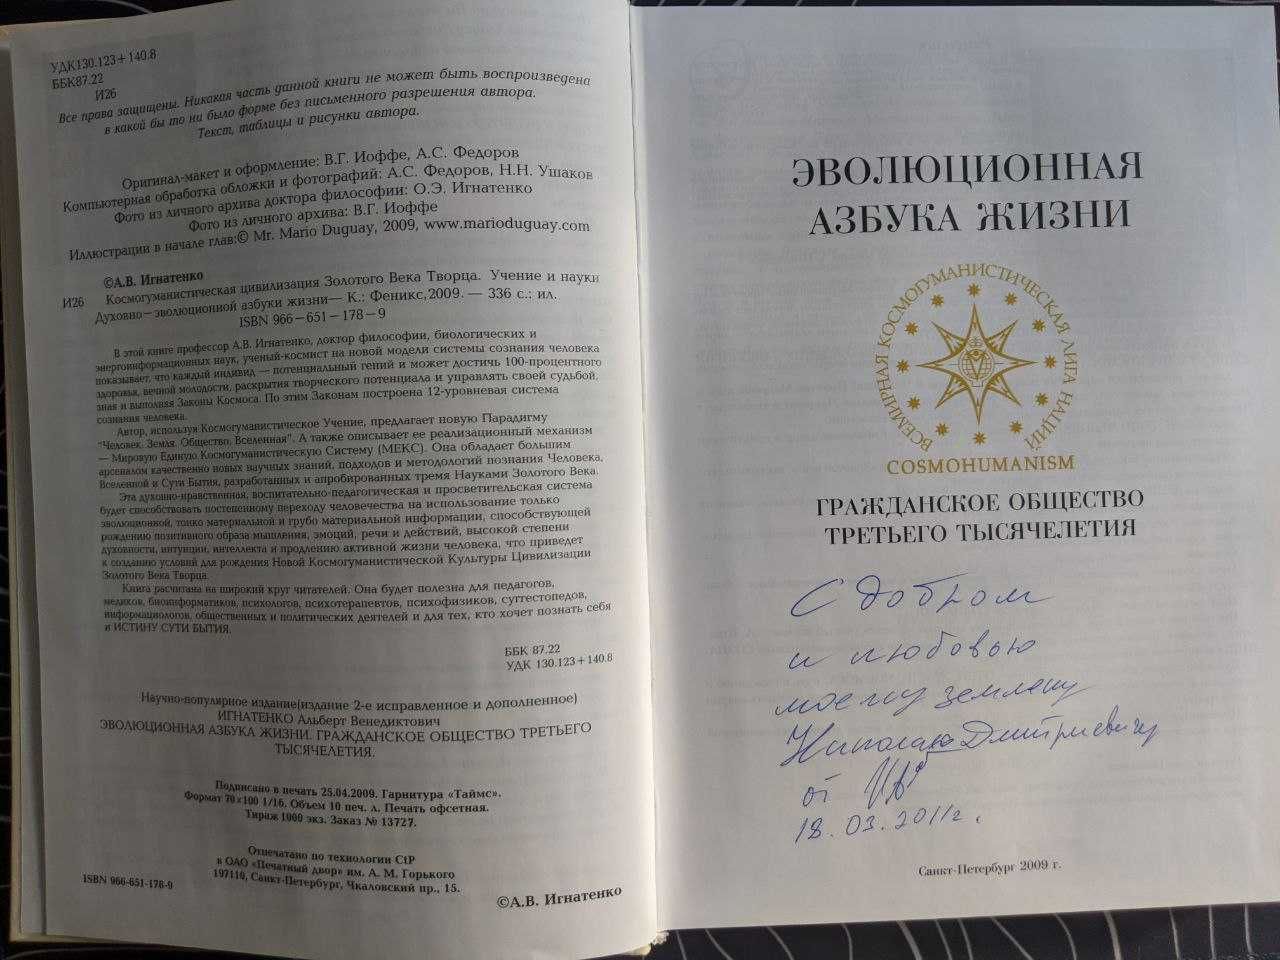 УДК130.123+140.8
ББК87.22
И26
Все права защищены. Никакая часть данной книги не может быть воспроизведена
в какой бы то ни было форме без письменного разрешения автора.
Текст, таблицы и рисунки автора.
Оригинал-макет и оформление: В.Г. Иоффе, А.С. Федоров
Компьютерная обработка обложки и фотографий: А.С. Федоров, Н.Н. Ушаков
Фото из личного архива доктора философии: О.Э. Игнатенко
Фото из личного архива: В.Г. Иоффе
Иллюстрации в начале глав:© Mr. Mario Duguay, 2009, www.marioduguay.com
©А.В. Игнатенко
И26 Космогуманистическая цивилизация Золотого Века Творца. Учение и науки
Духовно—эволюционной азбуки жизни— К.: Феникс,2009. — 336 с.: ил.
ISBN 966—651—178—9
В этой книге профессор А.В. Игнатенко, доктор философии, биологических и
энергоинформационных наук, ученый-космист на новой модели системы сознания человека
показывает, что каждый индивид — потенциальный гений и может достичь 100-процентного
здоровья, вечной молодости, раскрытия творческого потенциала и управлять своей судьбой,
зная и выполняя Законы Космоса. По этим Законам построена 12-уровневая система
сознания человека.
Автор, используя Космогуманистическое Учение, предлагает новую Парадигму
"Человек. Земля. Общество. Вселенная". А также описывает ее реализационный механизм
— Мировую Единую Космогуманистическую Систему (МЕКС). Она обладает большим
арсеналом качественно новых научных знаний, подходов и методологий познания Человека,
Вселенной и Сути Бытия, разработанных и апробированных тремя Науками Золотого Века.
Эта духовно-нравственная, воспитательно-педагогическая и просветительская система
будет способствовать постепенному переходу человечества на использование только
эволюционной, тонко материальной и грубо материальной информации, способствующей
рождению позитивного образа мышления, эмоций, речи и действий, высокой степени
духовности, интуиции, интеллекта и продлению активной жизни человека, что приведет
к созданию условий для рождения Новой Космогуманистической Культуры Цивилизации
Золотого Века Творца.
Книга расчитана на широкий круг читателей. Она будет полезна для педагогов,
медиков, биоинформатиков, психологов, психотерапевтов, психофизиков, суггестопедов,
информациологов, общественных и политических деятелей и для тех, кто хочет познать себя
и ИСТИНУ СУТИ БЫТИЯ.
ББК 87.22
УДК 130.123+140.8
Научно-популярное издание(издание 2-е исправленное и дополненное)
ИГНАТЕНКО Альберт Венедиктович
ЭВОЛЮЦИОННАЯ АЗБУКА ЖИЗНИ. ГРАЖДАНСКОЕ ОБЩЕСТВО ТРЕТЬЕГО
ТЫСЯЧЕЛЕТИЯ.
Подписано в печать 25.04.2009. Гарнитура «Таймс».
Формат 70×100 1/16. Объем 10 печ. л. Печать офсетная.
Тираж 1000 экз. Заказ № 13727.
Отпечатано по технологии CtP
в ОАО «Печатный двор» им. А. М. Горького
197110, Санкт-Петербург, Чкаловский пр., 15.
ISBN 966-651-178-9
©А.В. Игнатенко
ЭВОЛЮЦИОННАЯ
АЗБУКА ЖИЗНИ
ВСЕМИРНАЯ КОСМОГУМАНИСТИЧЕСКАЯ ЛИГА НАЦИЙ
COSMOHUMANISM
ГРАЖДАНСКОЕ ОБЩЕСТВО
ТРЕТЬЕГО ТЫСЯЧЕЛЕТИЯ
С добром
и любовью
моему земляку
Николаю Дмитриевичу
от
18.03.2011г.
Санкт-Петербург 2009 г.